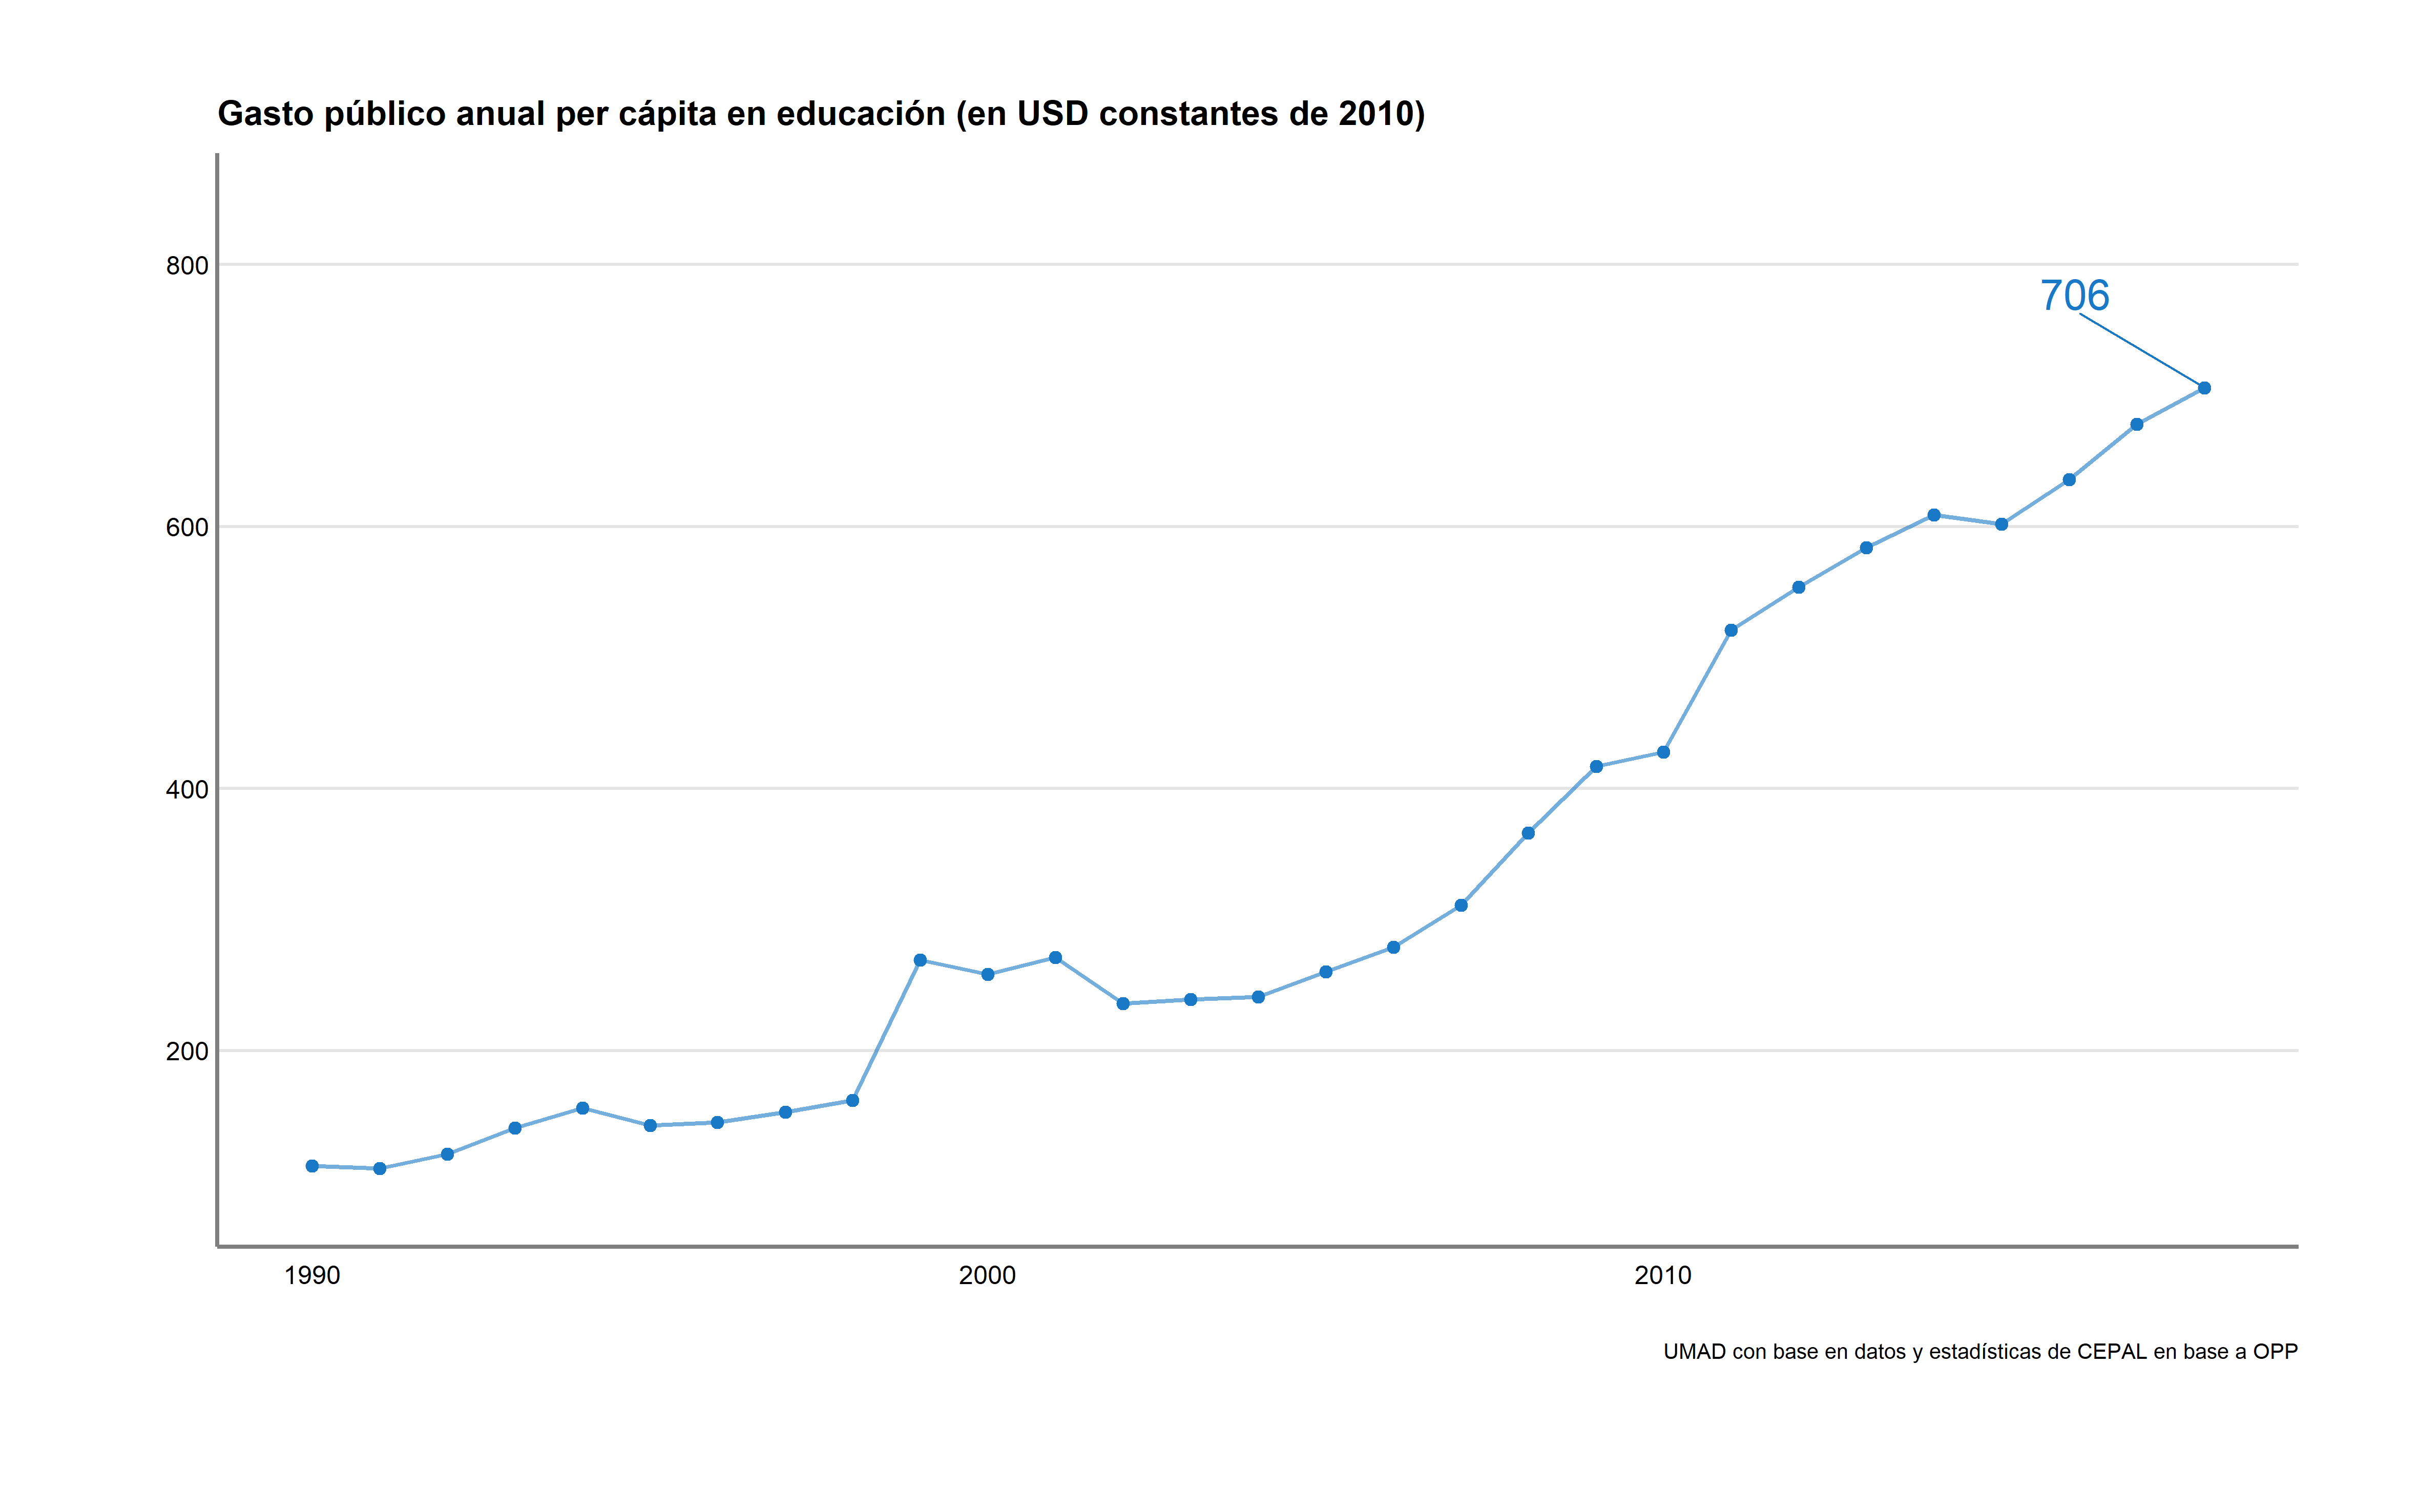 Gasto público anual per cápita en educación (en USD constantes de 2010)
800
706
600
400
200
1990 2000 2010
UMAD con base en datos y estadísticas de CEPAL en base a OPP